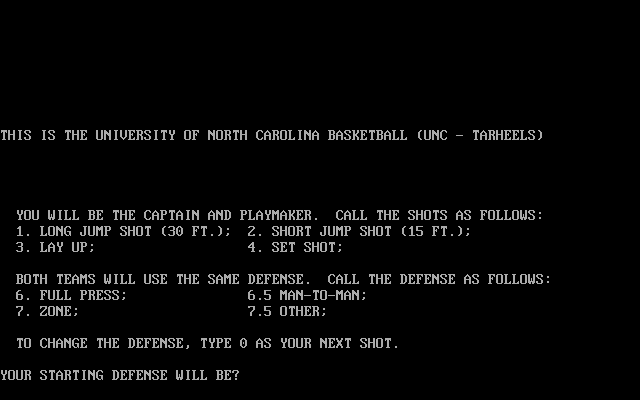 THIS IS THE UNIVERSITY OF NORTH CAROLINA BASKETBALL (UNC - TARHEELS)
YOU WILL BE THE CAPTAIN AND PLAYMAKER.  CALL THE SHOTS AS FOLLOWS:
1. LONG JUMP SHOT (30 FT.);  2. SHORT JUMP SHOT (15 FT.);
3. LAY UP;                   4. SET SHOT;
BOTH TEAMS WILL USE THE SAME DEFENSE.  CALL THE DEFENSE AS FOLLOWS:
6. FULL PRESS;               6.5 MAN-TO-MAN;
7. ZONE;                     7.5 OTHER;
TO CHANGE THE DEFENSE, TYPE 0 AS YOUR NEXT SHOT.
YOUR STARTING DEFENSE WILL BE?